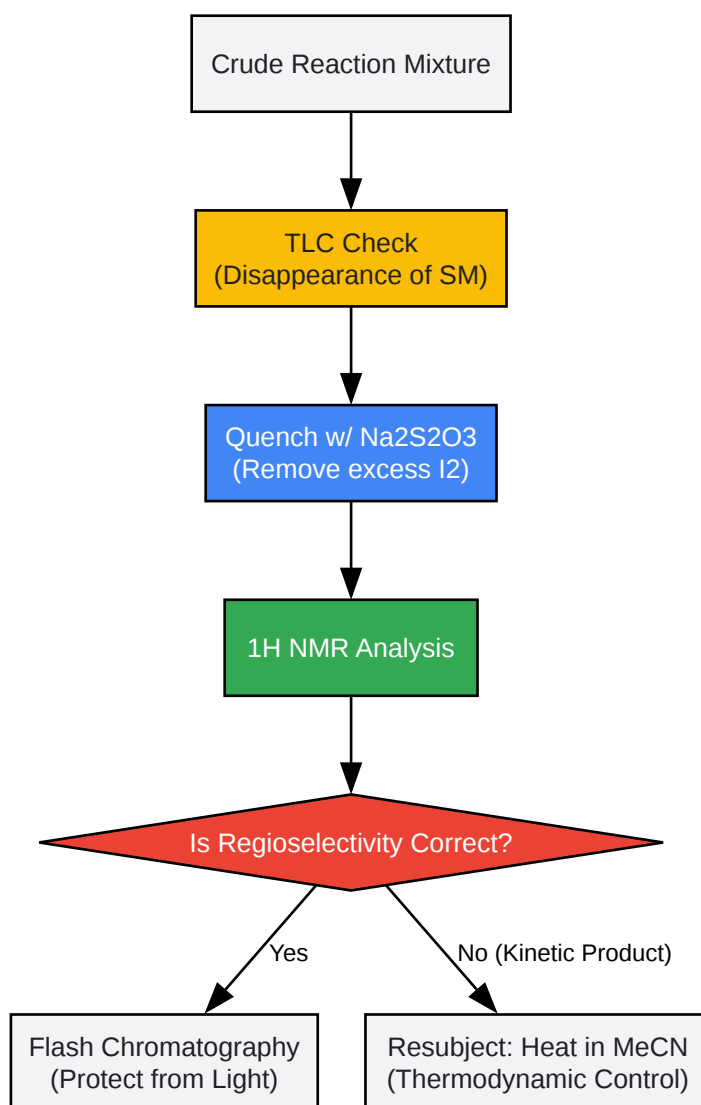 Crude Reaction Mixture
TLC Check
(Disappearance of SM)
Quench w/ Na2S2O3
(Remove excess I2)
1H NMR Analysis
Is Regioselectivity Correct?
Yes
No (Kinetic Product)
Flash Chromatography
(Protect from Light)
Resubject: Heat in MeCN
(Thermodynamic Control)